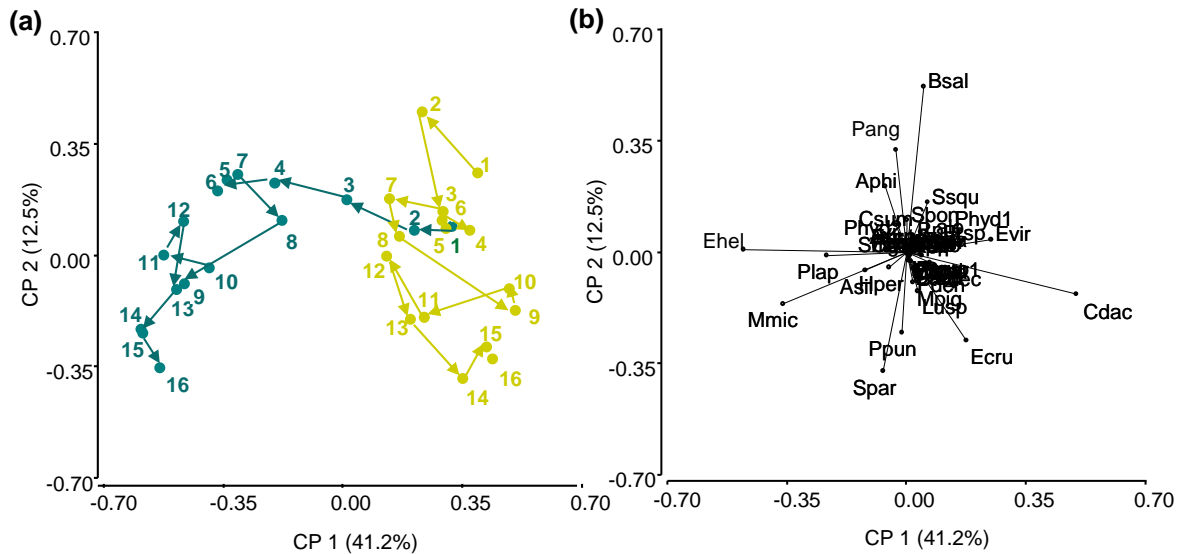 (a)
0.70
0.35
0.00
-0.35
-0.70
CP 2 (12.5%)
-0.70
-0.35
0.00
0.35
0.70
CP 1 (41.2%)
1
2
3
4
5
6
7
8
9
10
11
12
13
14
15
16
1
2
3
4
5
6
7
8
9
10
11
12
13
14
15
16
(b)
0.70
0.35
0.00
-0.35
-0.70
CP 2 (12.5%)
-0.70
-0.35
0.00
0.35
0.70
CP 1 (41.2%)
Bsal
Pang
Aphi
Ssqu
Csum
Sbon
Phyd1
Phyd2
Evir
Ehel
Plap
Asil
Hper
Mpig
Lusp
Mmic
Cdac
Ppun
Ecru
Spar